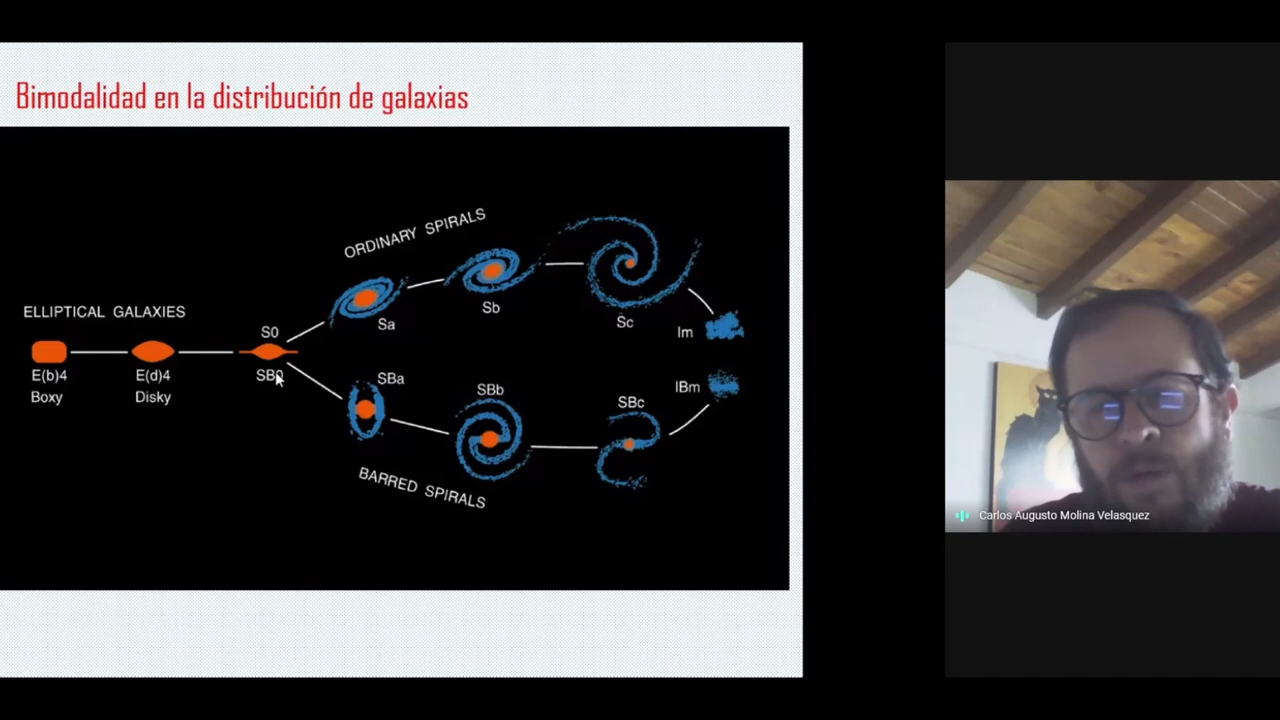 Bimodalidad en la distribución de galaxias
ORDINARY SPIRALS
ELLIPTICAL GALAXIES
S0
Sa
Sb
Sc
Im
E(b)4
Boxy
E(d)4
Disky
SB0
SBa
SBb
SBc
IBm
BARRED SPIRALS
Carlos Augusto Molina Velasquez